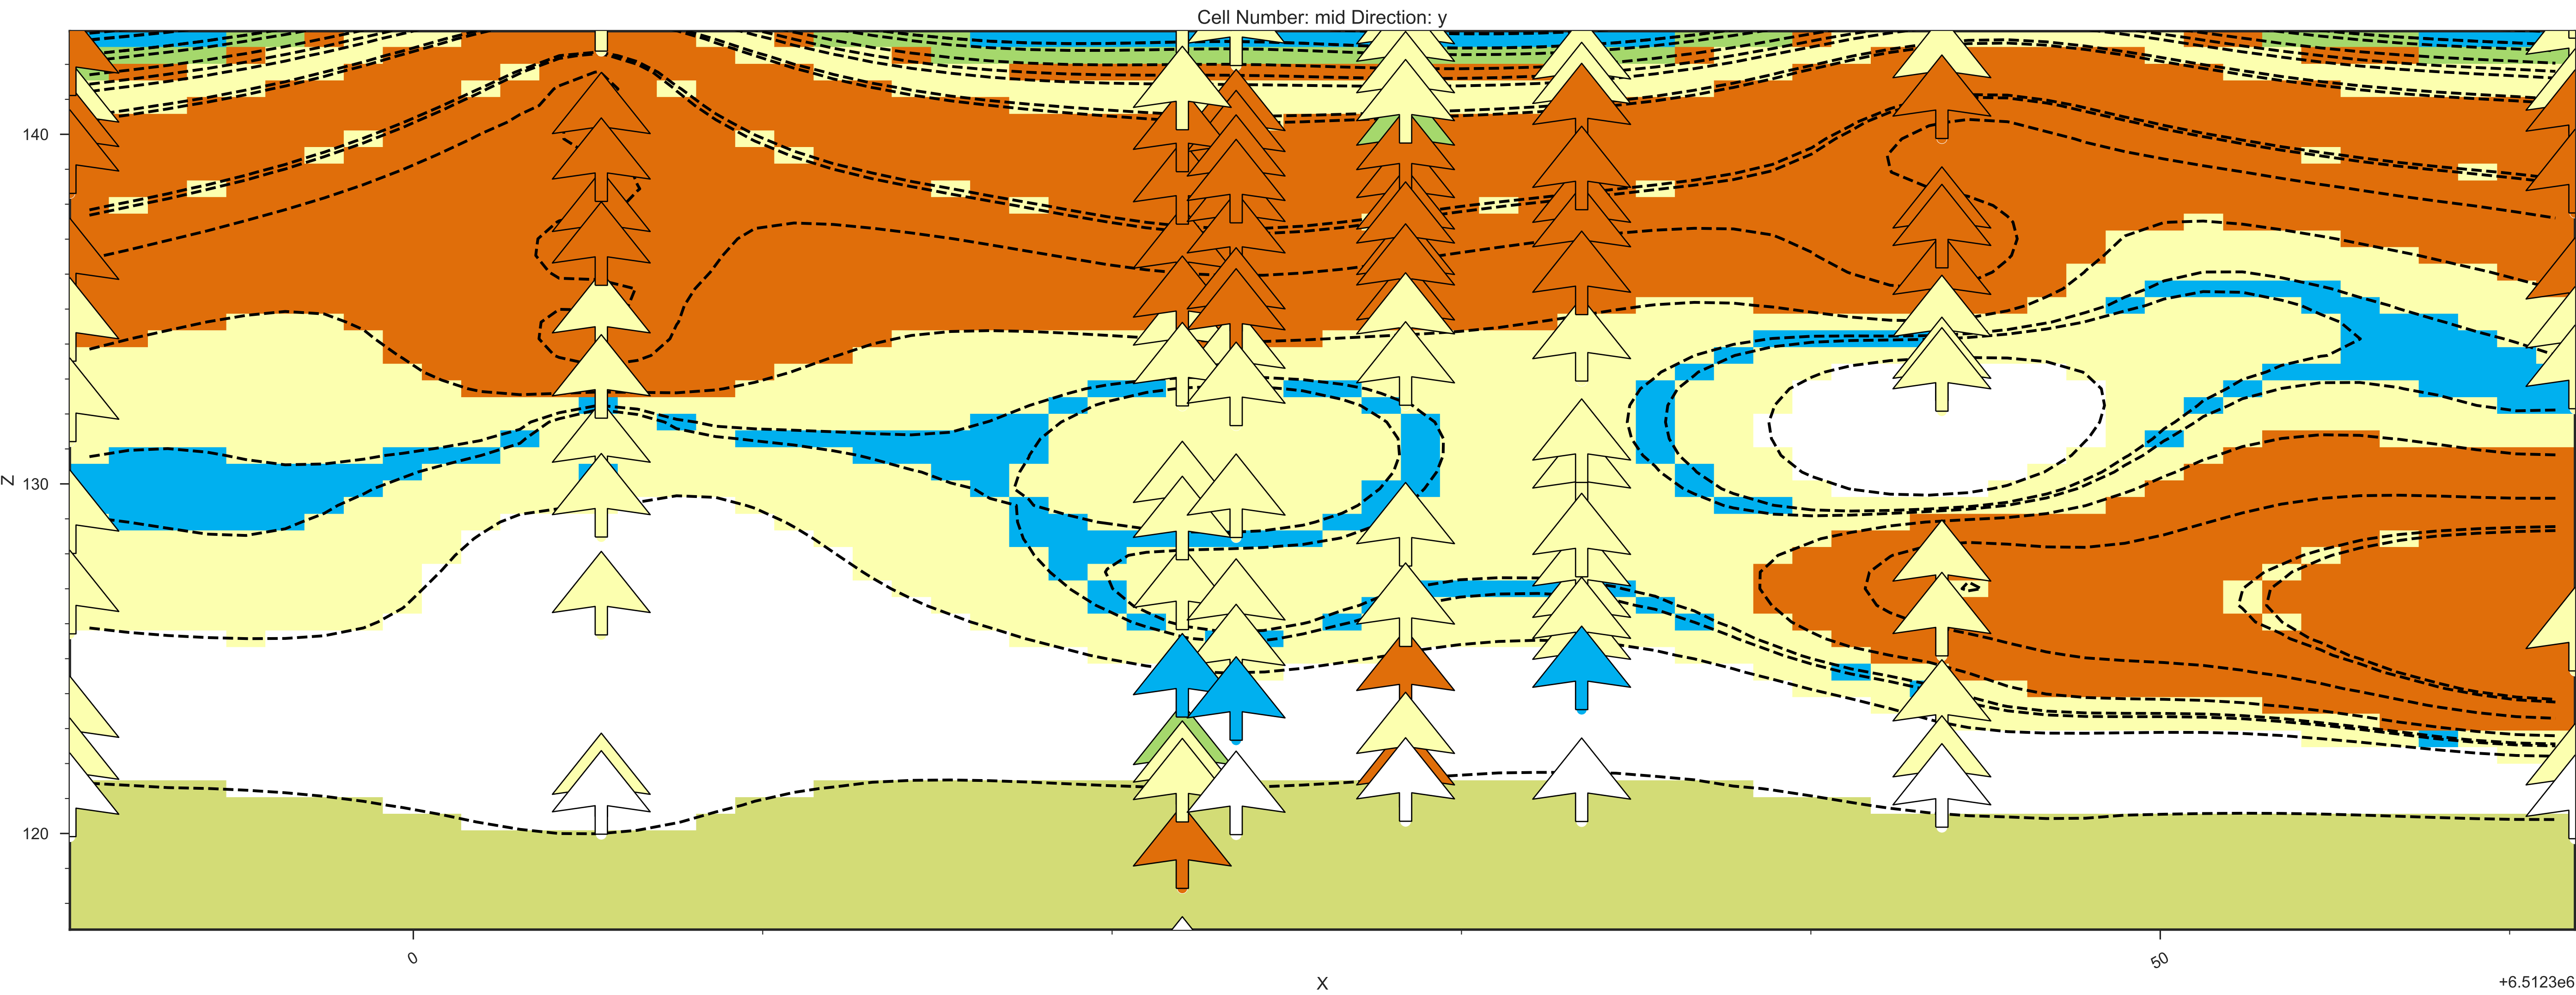 Cell Number: mid Direction: y
140
130
120
Z
0
50
X
+6.5123e6